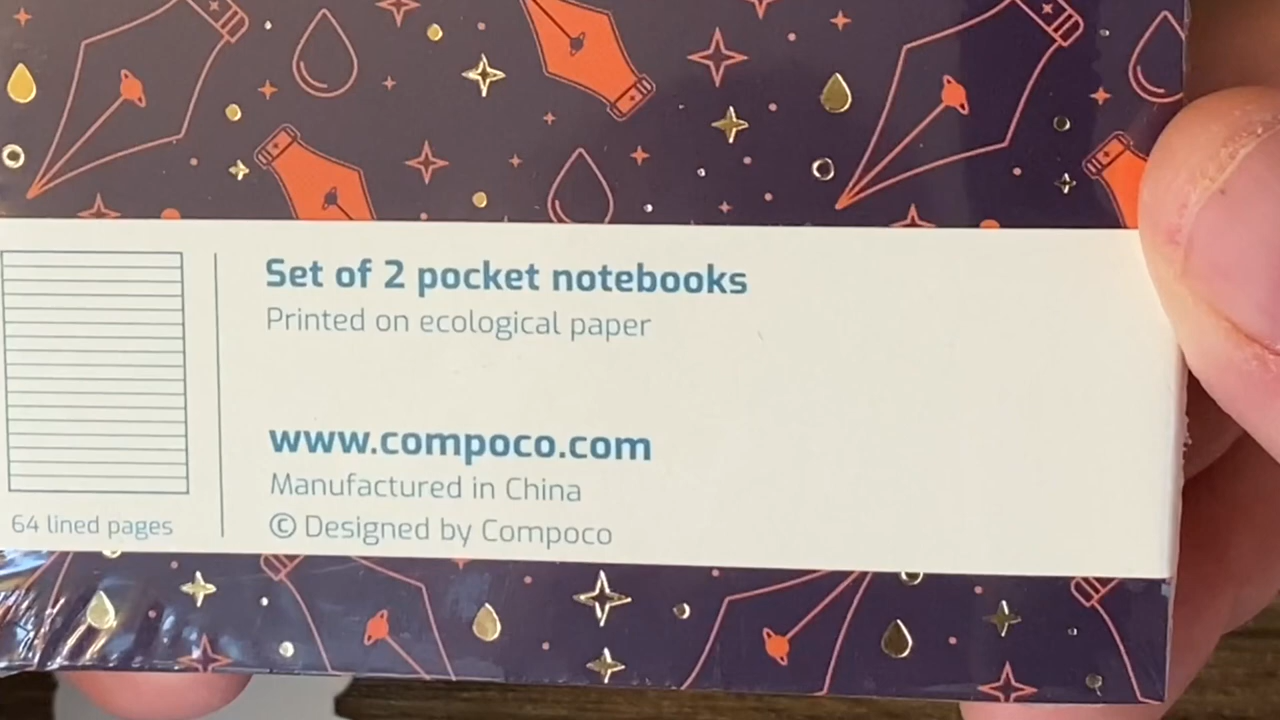 Set of 2 pocket notebooks
Printed on ecological paper
www.compoco.com
Manufactured in China
© Designed by Compoco
64 lined pages